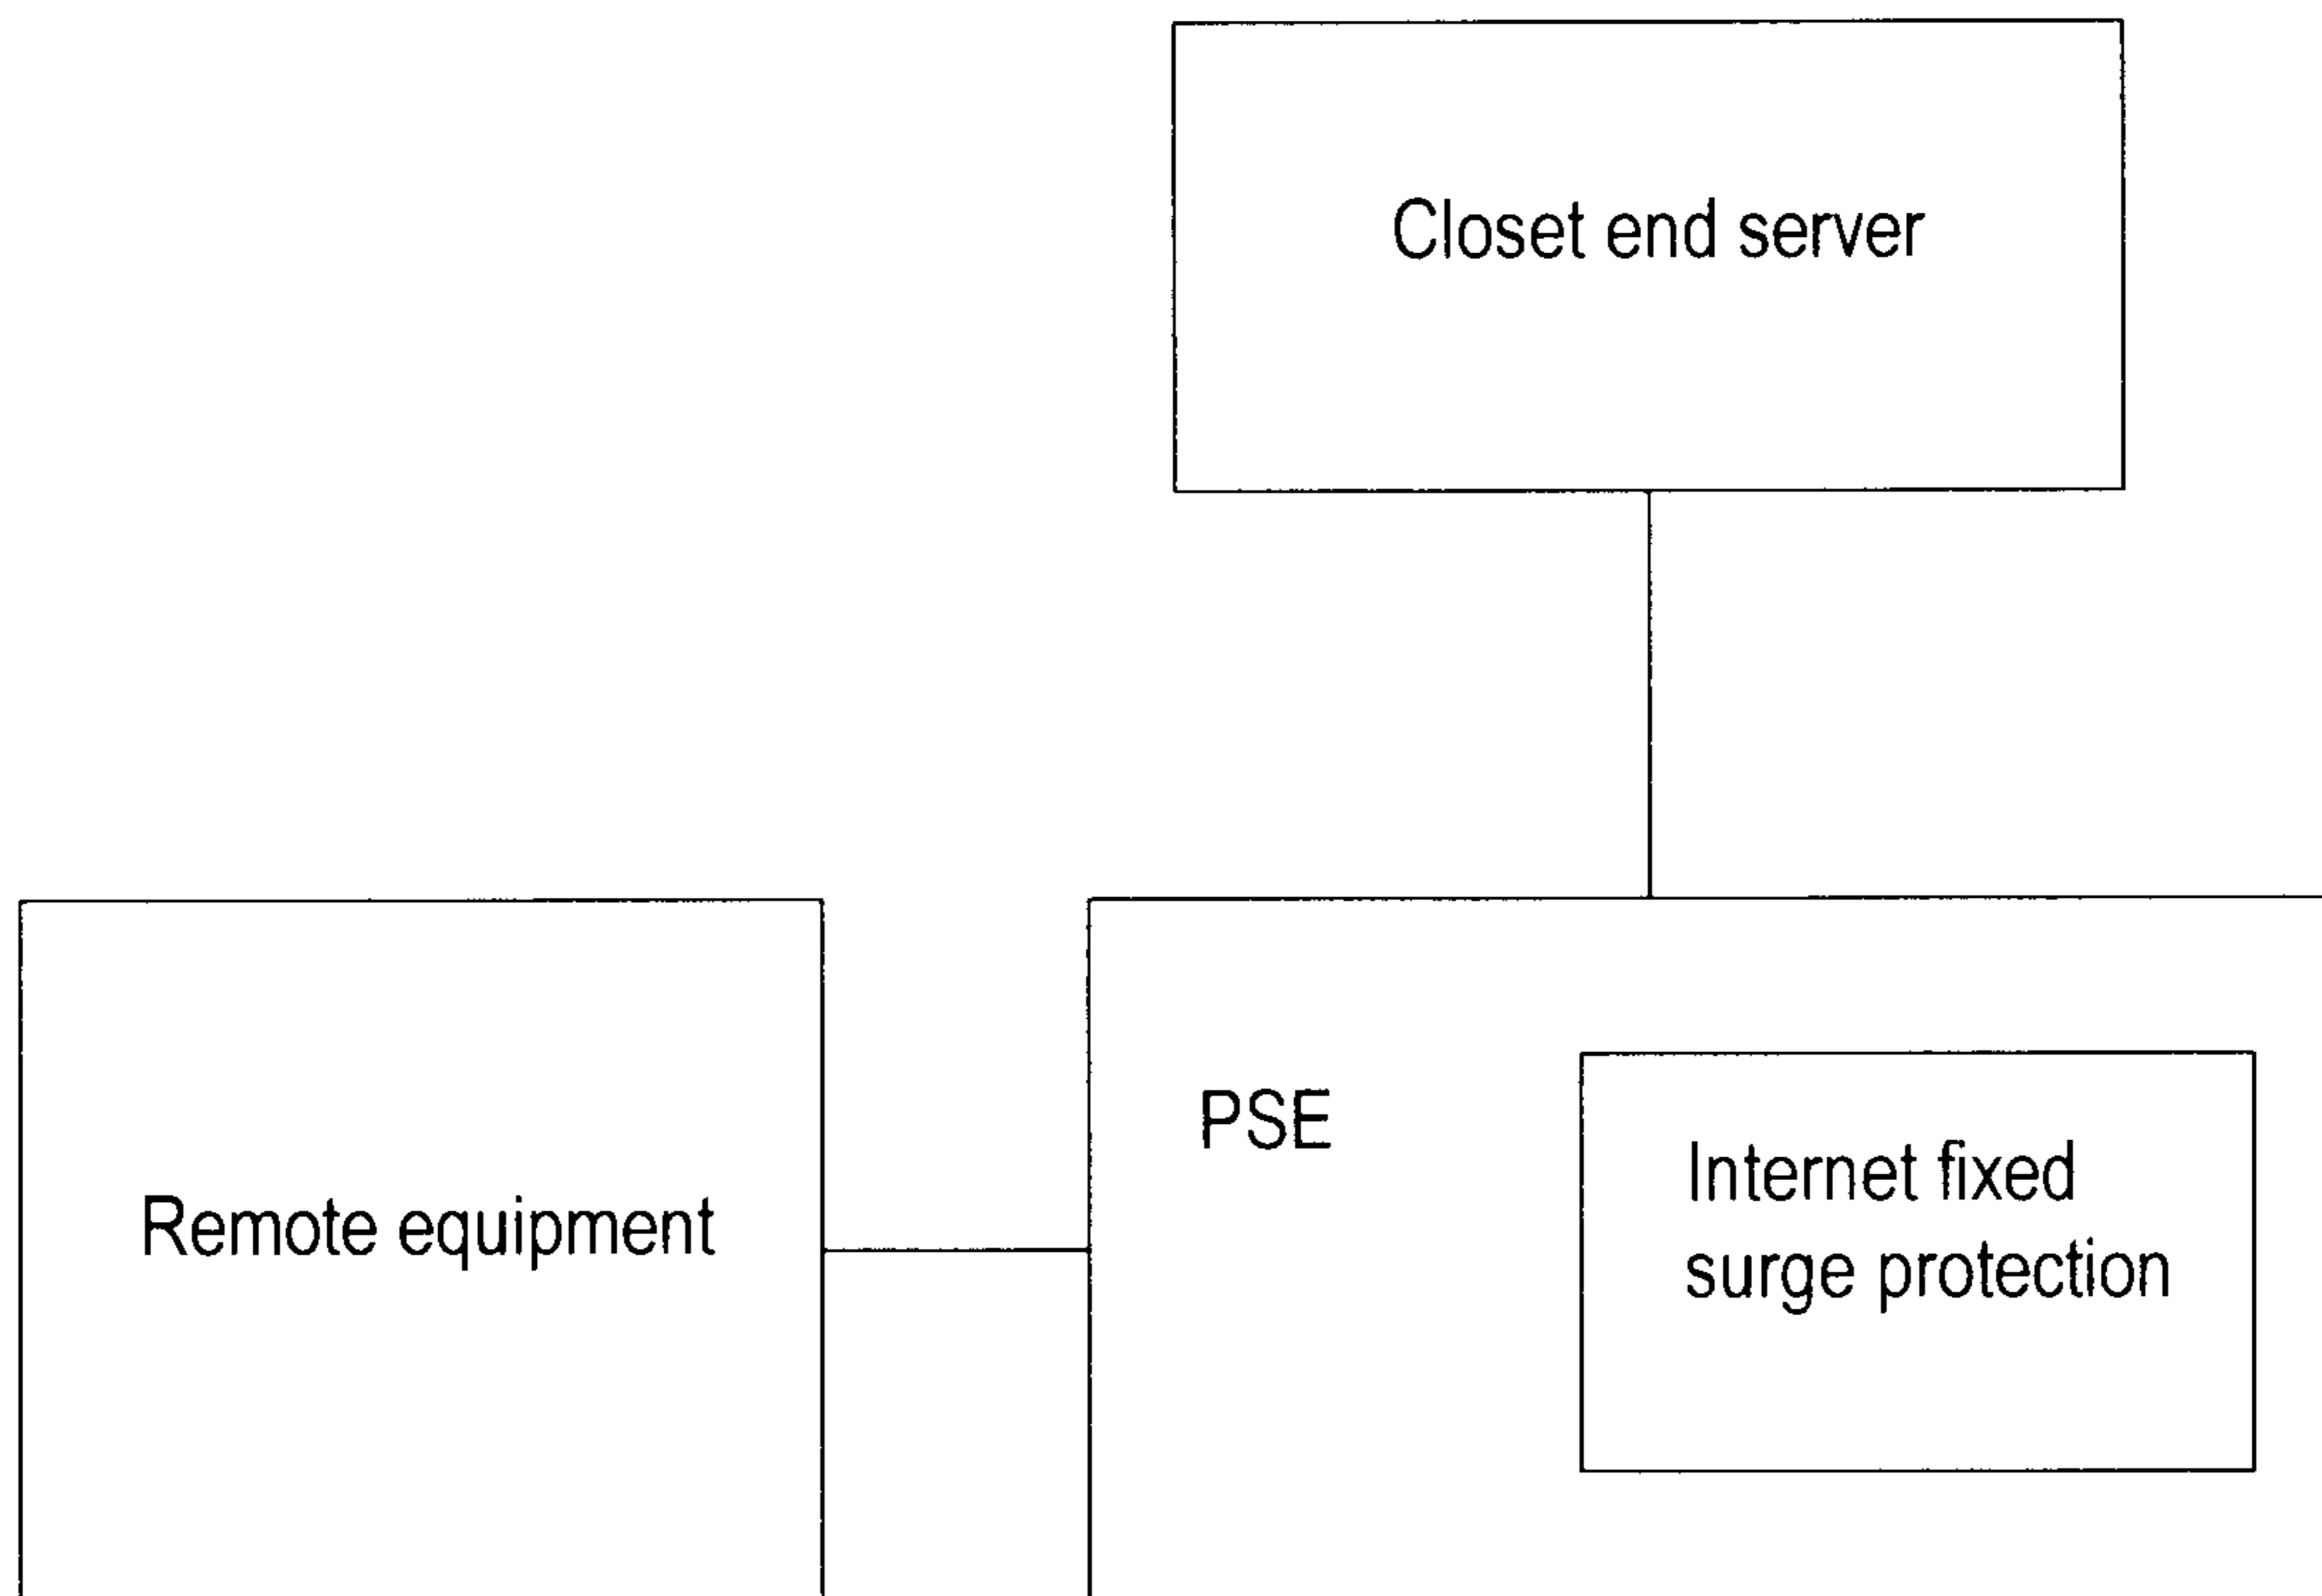 Closet end server
PSE
Internet fixed
surge protection
Remote equipment